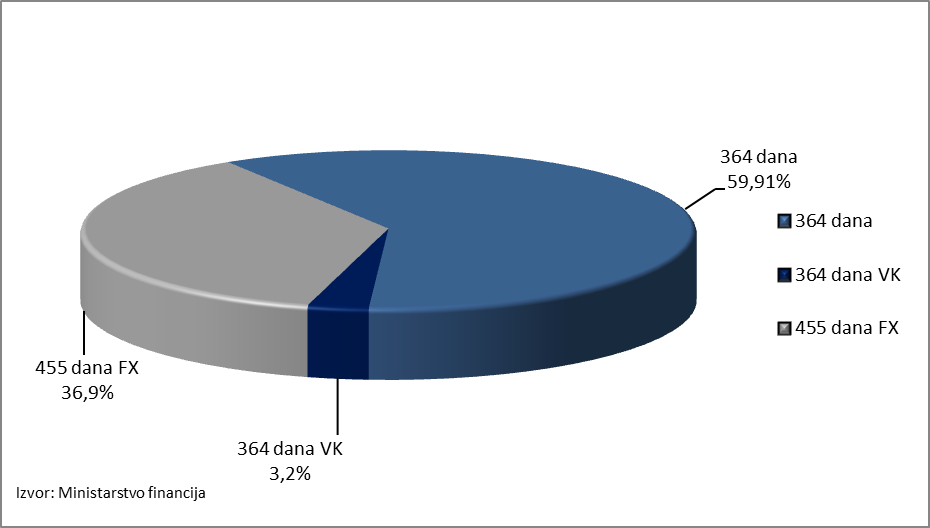 364 dana
59,91%
364 dana
364 dana VK
455 dana FX
455 dana FX
36,9%
364 dana VK
3,2%
Izvor: Ministarstvo financija